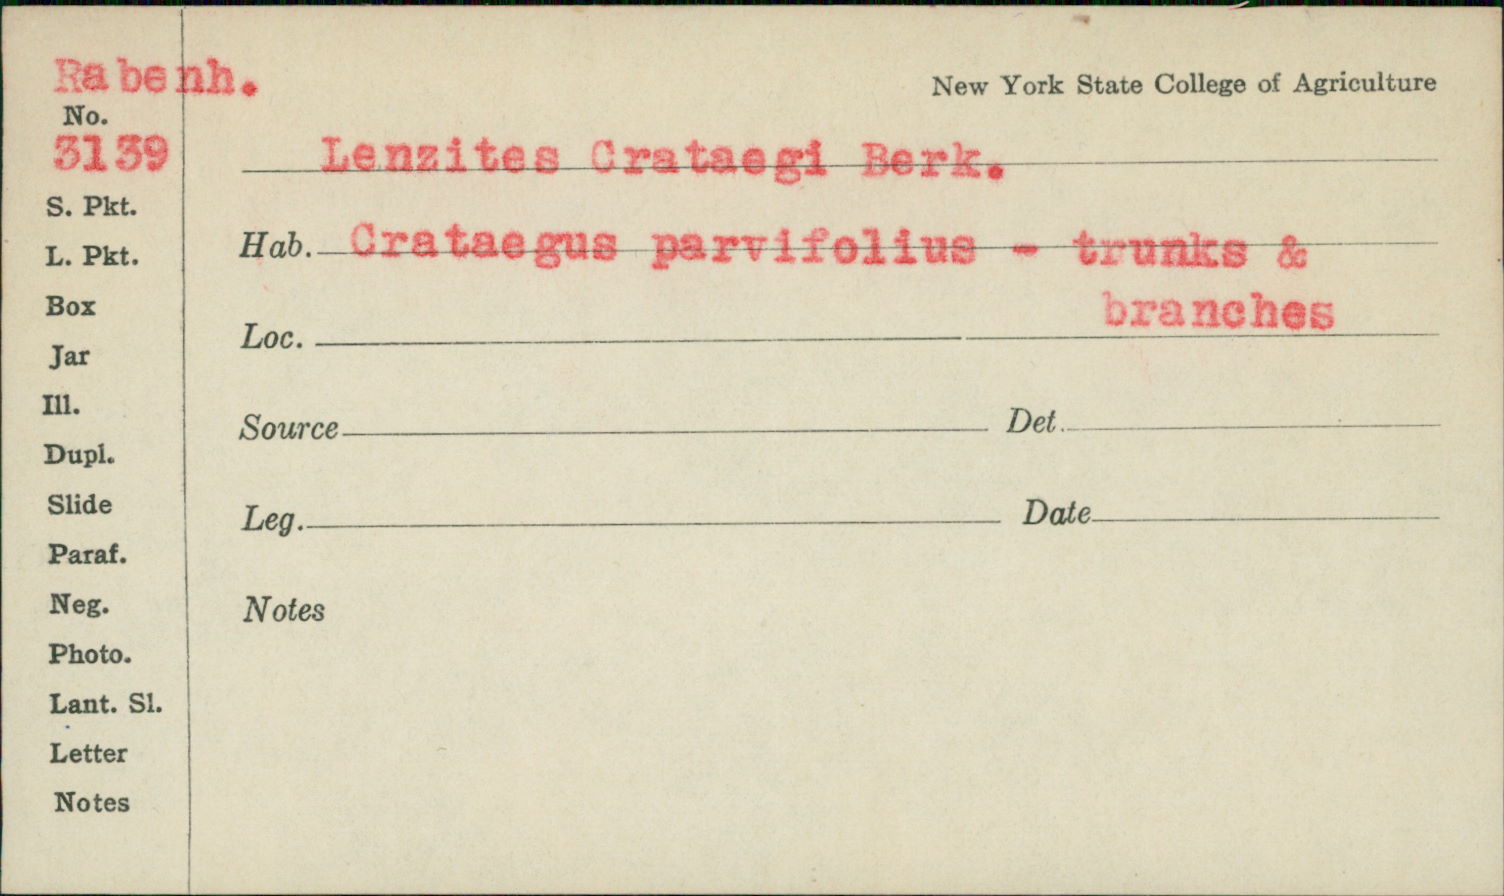 Rabenh.
New York State College of Agriculture
No.
3139
Lenzites Crataegi Berk.
S. Pkt.
Hab. Crataegus parvifolius - trunks &
branches
L. Pkt.
Box
Loc.
Jar
Ill.
Source Det.
Dupl.
Slide
Leg. Date
Paraf.
Neg.
Notes
Photo.
Lant. Sl.
Letter
Notes